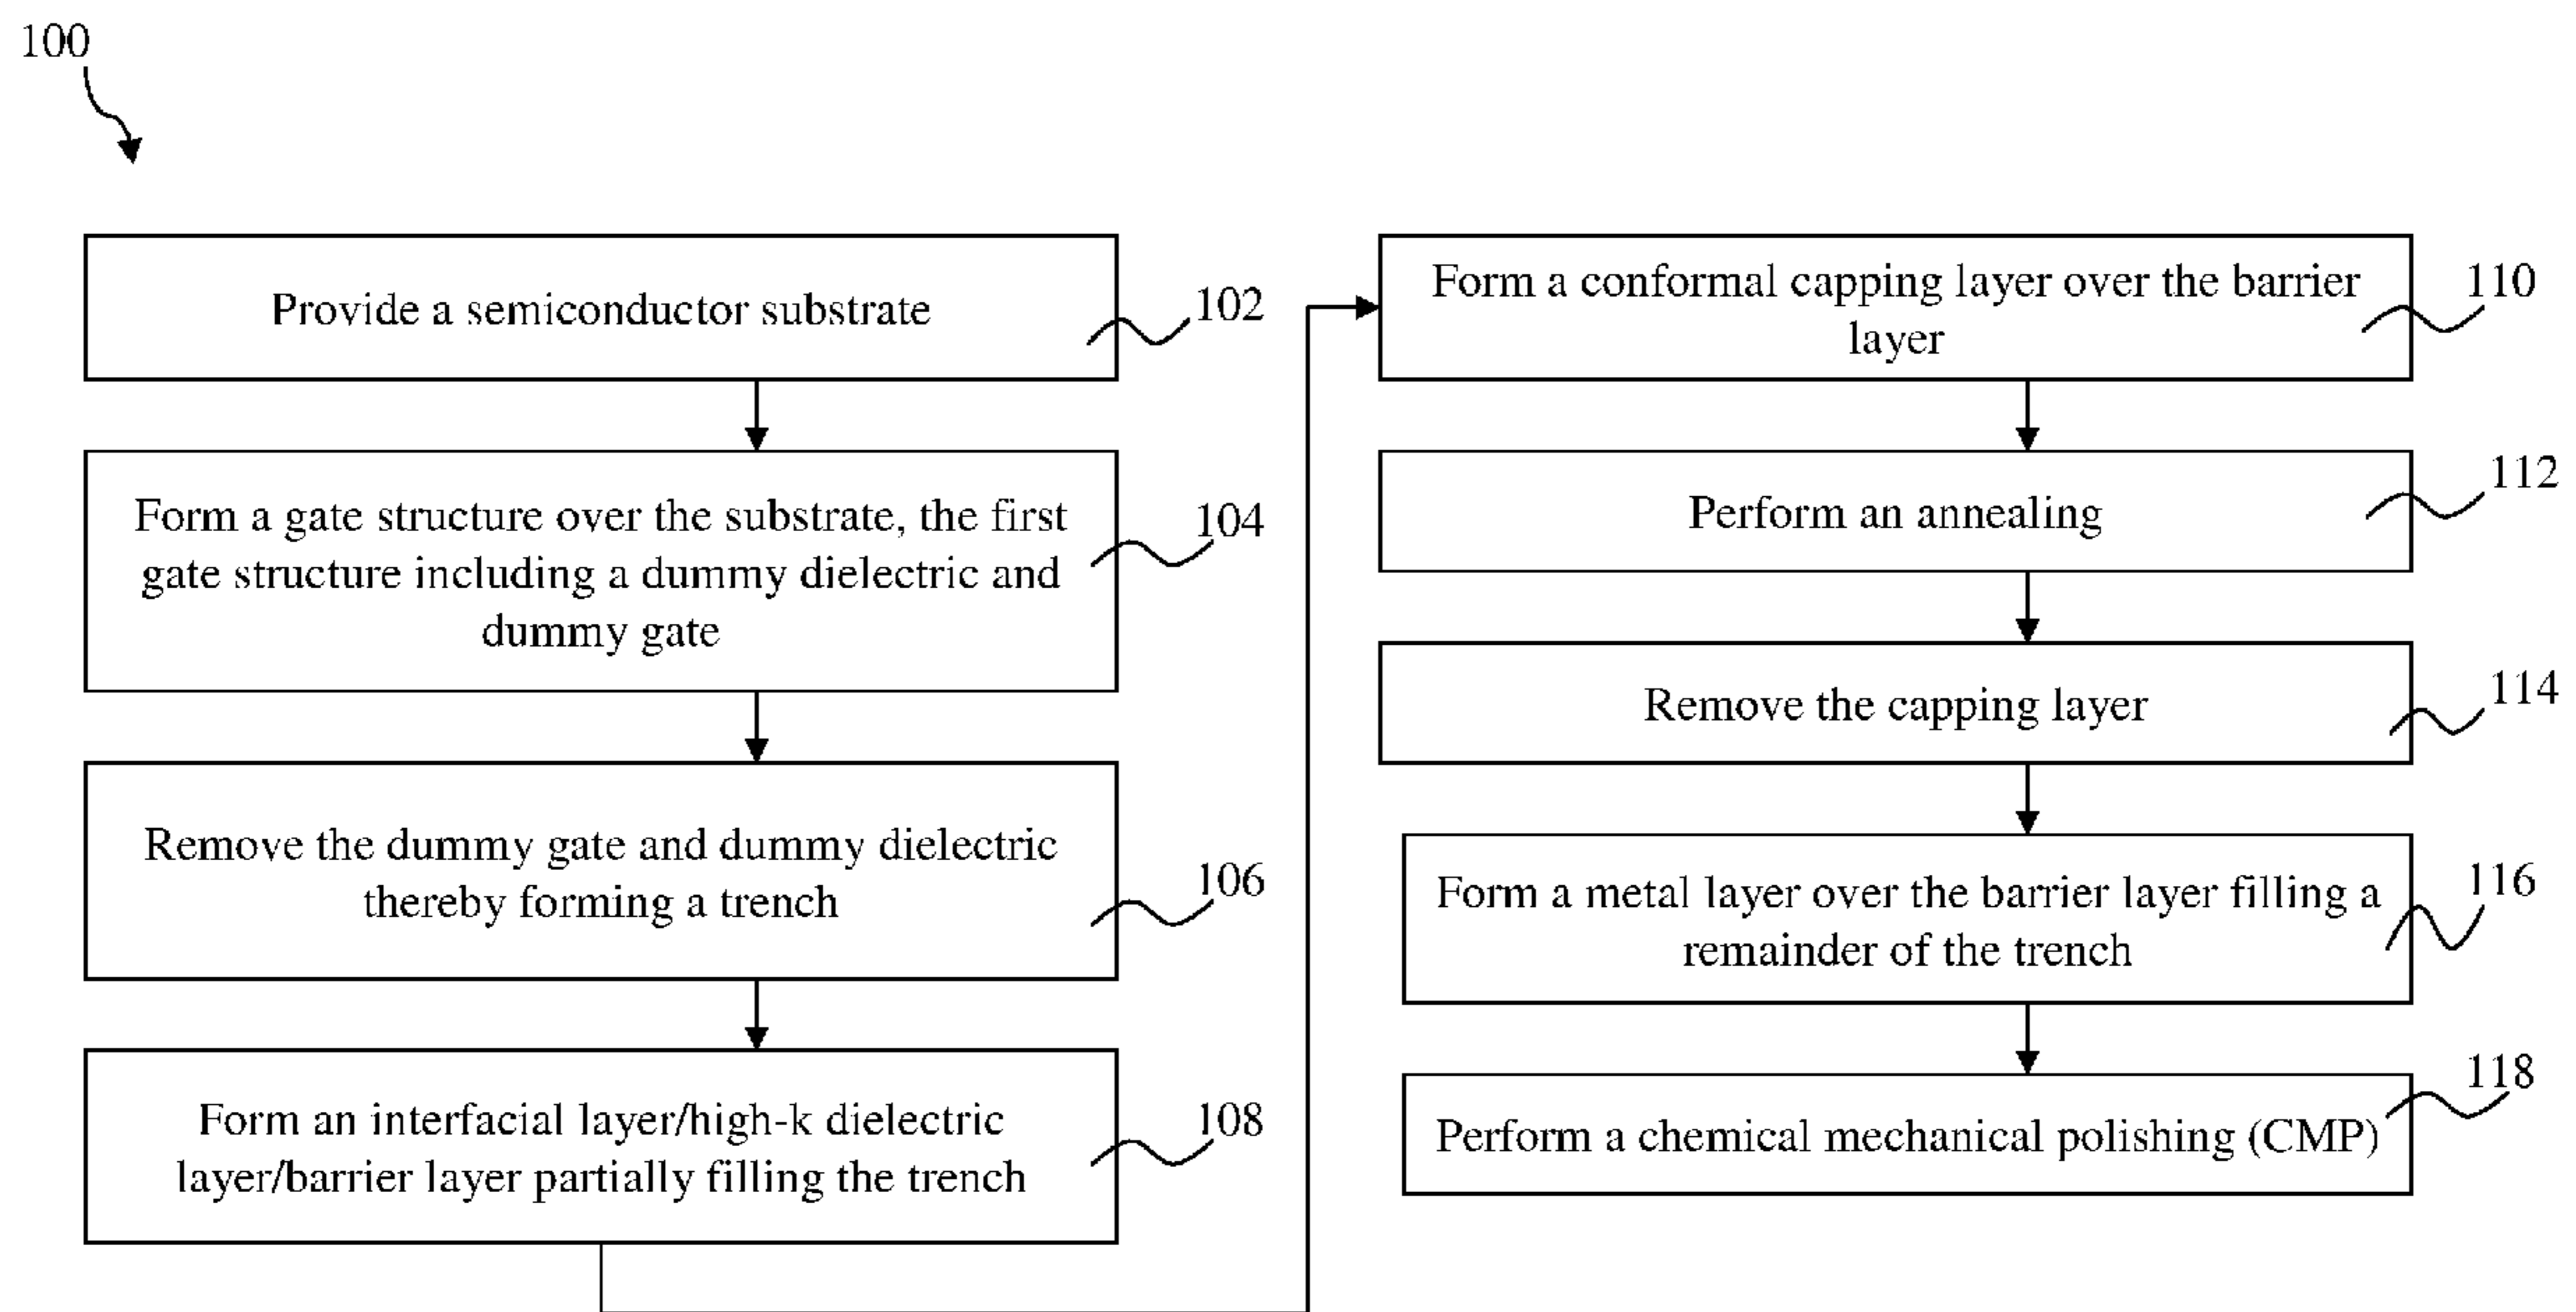 100
Provide a semiconductor substrate
102
Form a gate structure over the substrate, the first
gate structure including a dummy dielectric and
dummy gate
104
Remove the dummy gate and dummy dielectric
thereby forming a trench
106
Form an interfacial layer/high-k dielectric
layer/barrier layer partially filling the trench
108
Form a conformal capping layer over the barrier
layer
110
Perform an annealing
112
Remove the capping layer
114
Form a metal layer over the barrier layer filling a
remainder of the trench
116
Perform a chemical mechanical polishing (CMP)
118